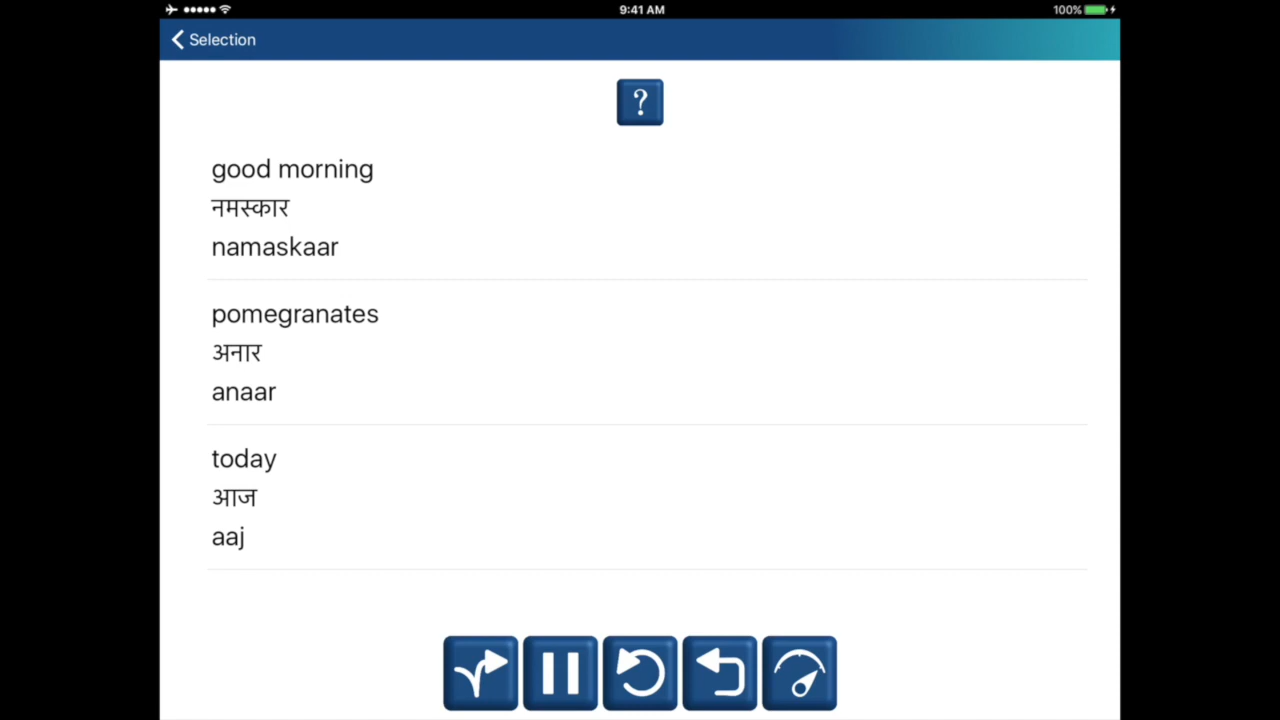 9:41 AM
100%
Selection
?
good morning
नमस्कार
namaskaar
pomegranates
अनार
anaar
today
आज
aaj